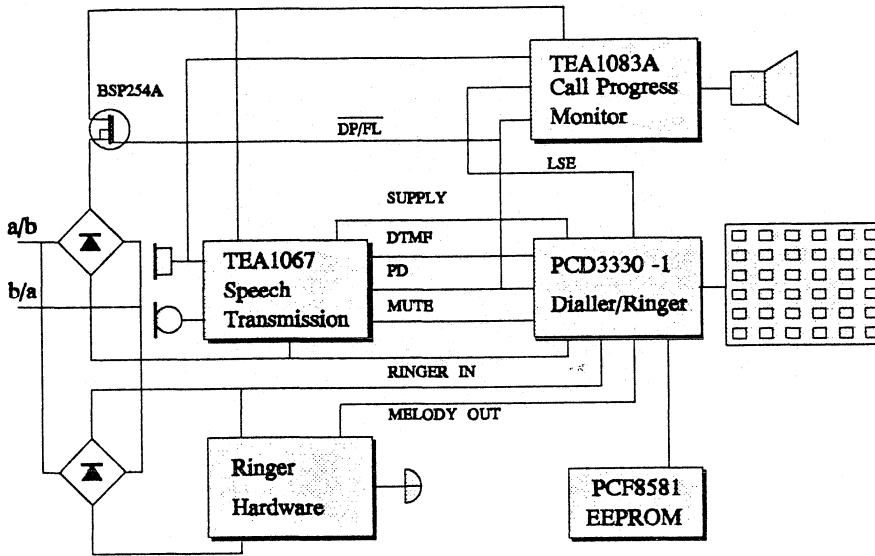 TEA1083A
Call Progress
Monitor
BSP254A
DP/FL
LSE
SUPPLY
a/b
DTMF
TEA1067
Speech
Transmission
PCD3330 -1
Dialler/Ringer
PD
b/a
MUTE
RINGER IN
MELODY OUT
Ringer
Hardware
PCF8581
EEPROM